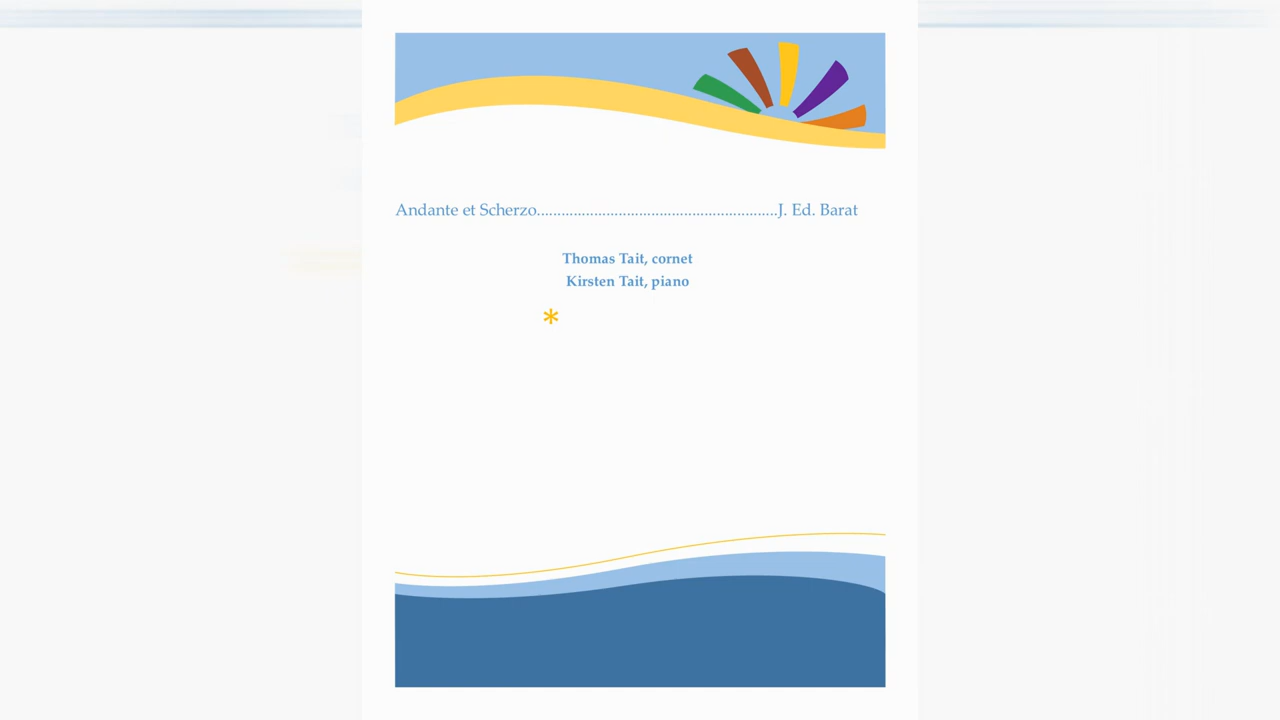 Andante et Scherzo...........................................................J. Ed. Barat
Thomas Tait, cornet
Kirsten Tait, piano
*